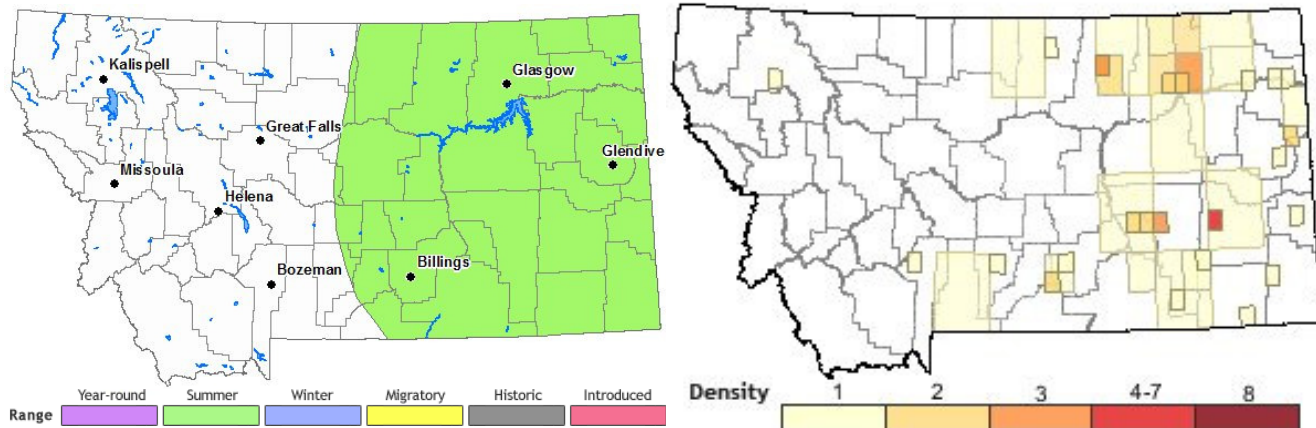 Kalispell
Glasgow
Great Falls
Glendive
Missoula
Helena
Billings
Bozeman
Range Year-round Summer Winter Migratory Historic Introduced
Density 1 2 3 4-7 8